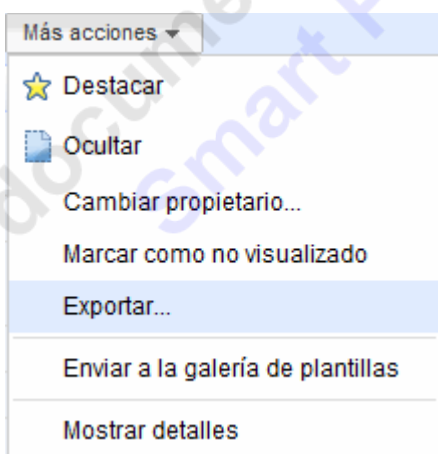 Más acciones
Destacar
Ocultar
Cambiar propietario...
Marcar como no visualizado
Exportar...
Enviar a la galería de plantillas
Mostrar detalles